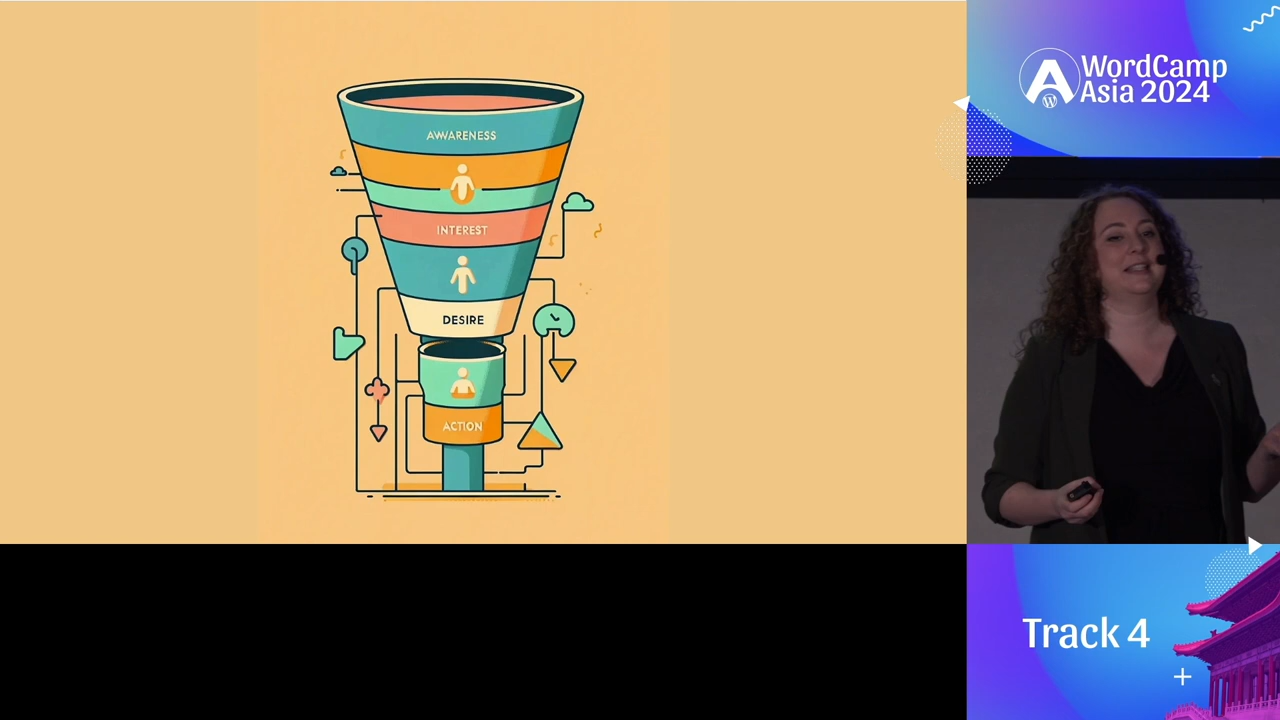 AWARENESS
INTEREST
DESIRE
ACTION
WordCamp
Asia 2024
Track 4